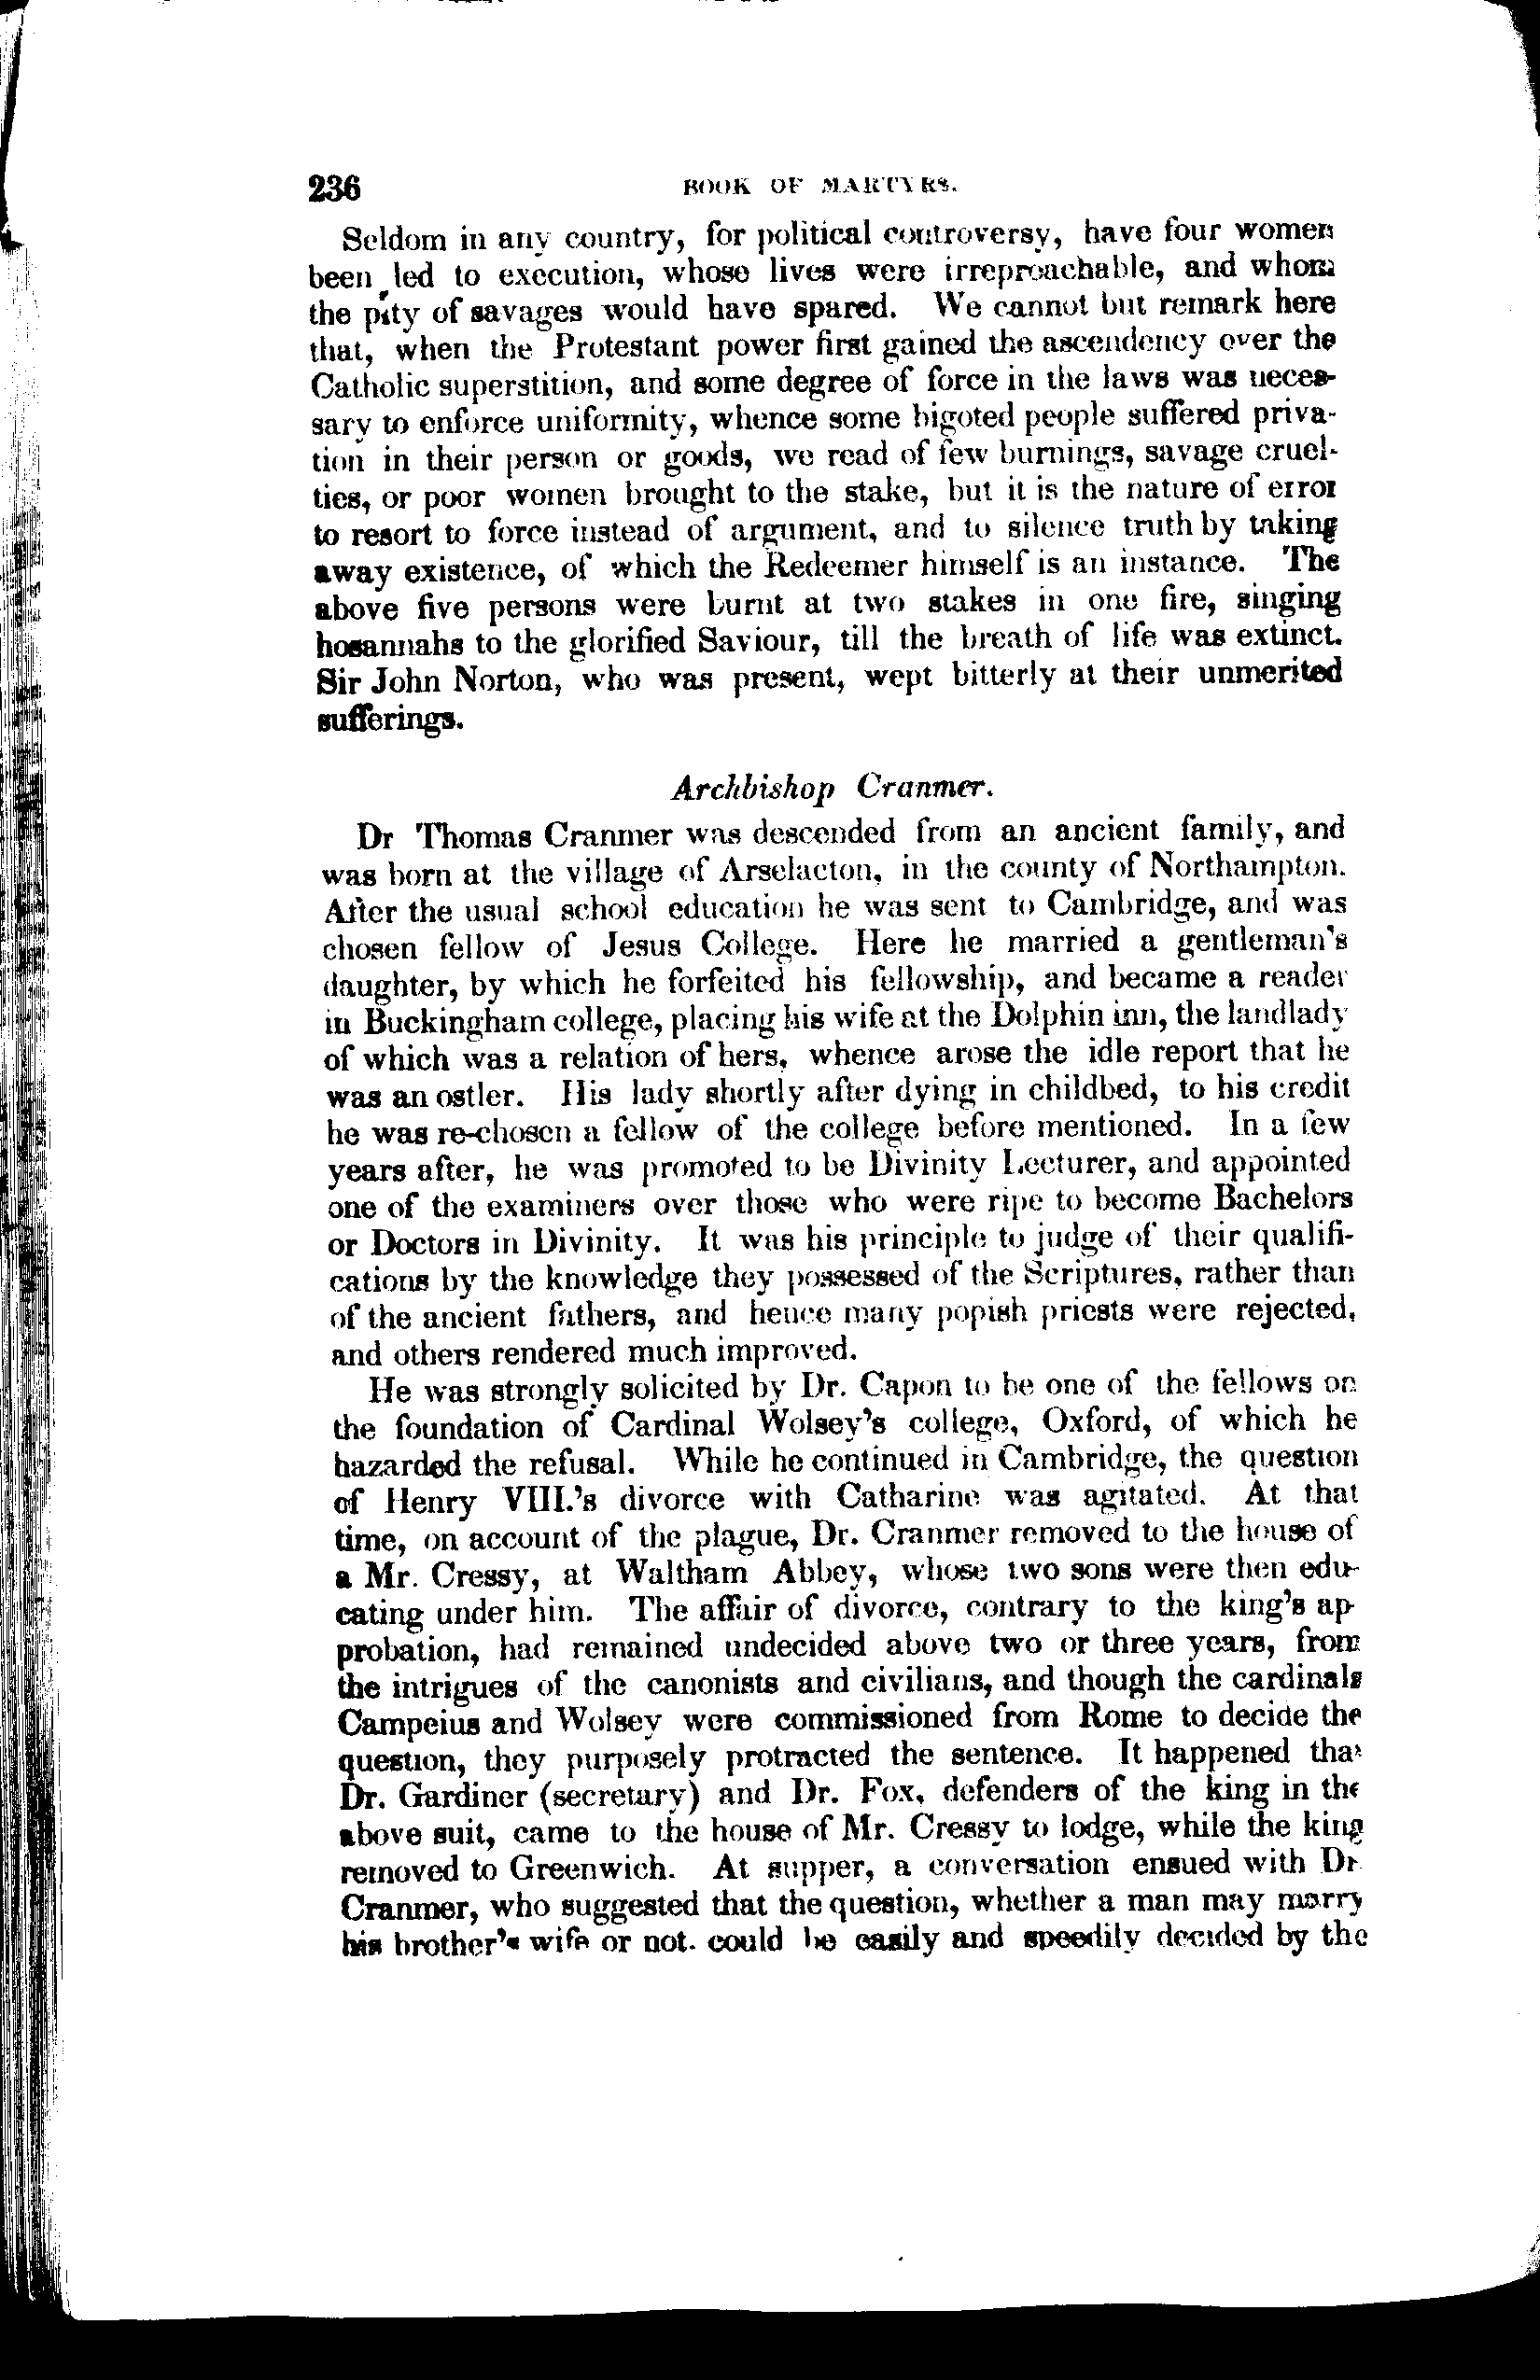 236 BOOK OF MARTYRS.
Seldom in any country, for political controversy, have four women
been led to execution, whose lives were irreproachable, and whom
the pity of savages would have spared. We cannot but remark here
that, when the Protestant power first gained the ascendency over the
Catholic superstition, and some degree of force in the laws was neces-
sary to enforce uniformity, whence some bigoted people suffered priva-
tion in their person or goods, we read of few burnings, savage cruel-
ties, or poor women brought to the stake, but it is the nature of error
to resort to force instead of argument, and to silence truth by taking
away existence, of which the Redeemer himself is an instance. The
above five persons were burnt at two stakes in one fire, singing
hosannahs to the glorified Saviour, till the breath of life was extinct.
Sir John Norton, who was present, wept bitterly at their unmerited
sufferings.
Archbishop Cranmer.
Dr Thomas Cranmer was descended from an ancient family, and
was born at the village of Arselacton, in the county of Northampton.
After the usual school education he was sent to Cambridge, and was
chosen fellow of Jesus College. Here he married a gentleman's
daughter, by which he forfeited his fellowship, and became a reader
in Buckingham college, placing his wife at the Dolphin inn, the landlady
of which was a relation of hers, whence arose the idle report that he
was an ostler. His lady shortly after dying in childbed, to his credit
he was re-chosen a fellow of the college before mentioned. In a few
years after, he was promoted to be Divinity Lecturer, and appointed
one of the examiners over those who were ripe to become Bachelors
or Doctors in Divinity. It was his principle to judge of their qualifi-
cations by the knowledge they possessed of the Scriptures, rather than
of the ancient fathers, and hence many popish priests were rejected,
and others rendered much improved.
He was strongly solicited by Dr. Capon to be one of the fellows on
the foundation of Cardinal Wolsey's college, Oxford, of which he
hazarded the refusal. While he continued in Cambridge, the question
of Henry VIII.'s divorce with Catharine was agitated. At that
time, on account of the plague, Dr. Cranmer removed to the house of
a Mr. Cressy, at Waltham Abbey, whose two sons were then edu-
cating under him. The affair of divorce, contrary to the king's ap-
probation, had remained undecided above two or three years, from
the intrigues of the canonists and civilians, and though the cardinals
Campeius and Wolsey were commissioned from Rome to decide the
question, they purposely protracted the sentence. It happened that
Dr. Gardiner (secretary) and Dr. Fox, defenders of the king in the
above suit, came to the house of Mr. Cressy to lodge, while the king
removed to Greenwich. At supper, a conversation ensued with Dr
Cranmer, who suggested that the question, whether a man may marry
his brother's wife or not. could be easily and speedily decided by the